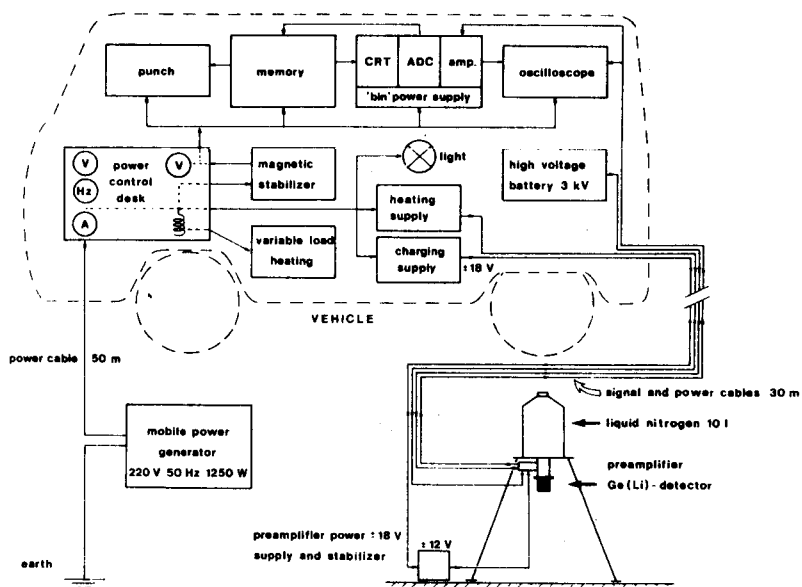 punch
memory
CRT
ADC
amp.
'bin' power supply
oscilloscope
V
Hz
A
power
control
desk
V
magnetic
stabilizer
variable load
heating
light
heating
supply
charging
supply
±18 V
high voltage
battery 3 kV
VEHICLE
power cable 50 m
mobile power
generator
220 V 50 Hz 1250 W
earth
signal and power cables 30 m
liquid nitrogen 10 l
preamplifier
Ge(Li)-detector
preamplifier power ±18 V
supply and stabilizer
±12 V